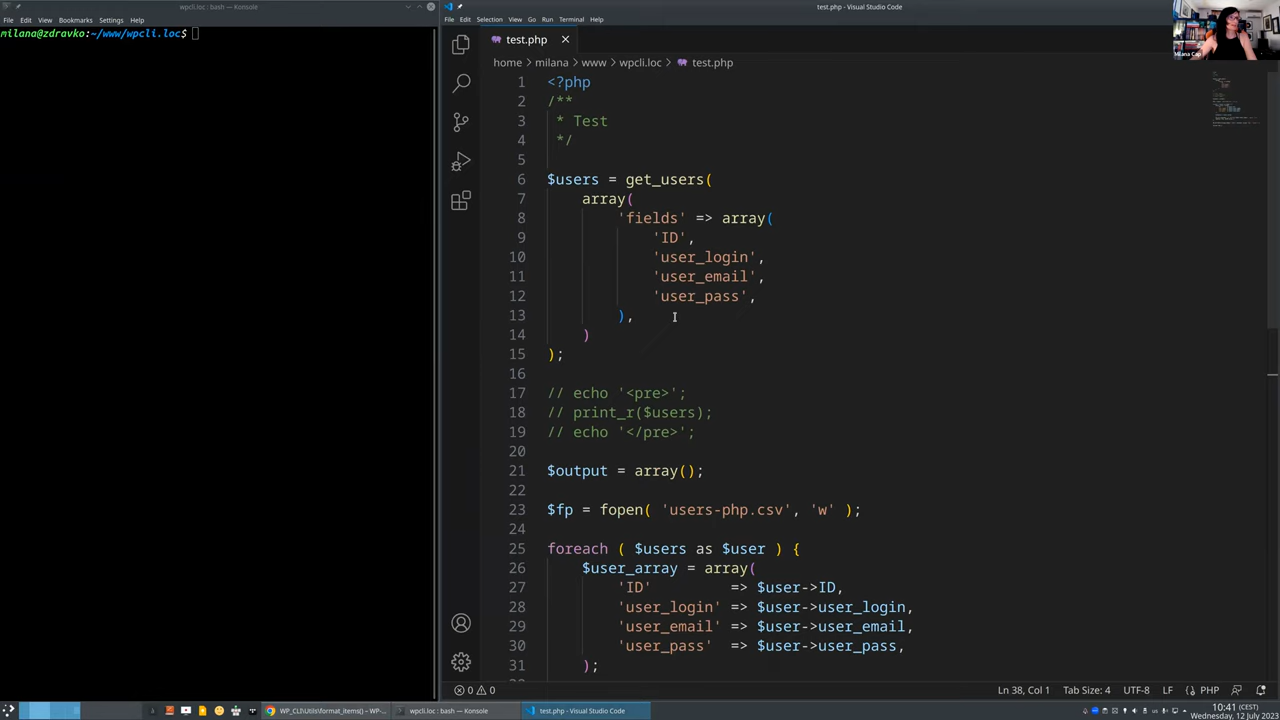 wpcli.loc : bash — Konsole
File Edit View Bookmarks Settings Help
milana@zdravko:~/www/wpcli.loc$
test.php - Visual Studio Code
File Edit Selection View Go Run Terminal Help
test.php
home > milana > www > wpcli.loc > test.php
1 <?php
2 /**
3 * Test
4 */
5
6 $users = get_users(
7 array(
8 'fields' => array(
9 'ID',
10 'user_login',
11 'user_email',
12 'user_pass',
13 ),
14 )
15 );
16
17 // echo '<pre>';
18 // print_r($users);
19 // echo '</pre>';
20
21 $output = array();
22
23 $fp = fopen( 'users-php.csv', 'w' );
24
25 foreach ( $users as $user ) {
26 $user_array = array(
27 'ID' => $user->ID,
28 'user_login' => $user->user_login,
29 'user_email' => $user->user_email,
30 'user_pass' => $user->user_pass,
31 );
Milana Cap
0 0 Ln 38, Col 1 Tab Size: 4 UTF-8 LF PHP
WP_CLI\Utils\format_items() – WP-...
wpcli.loc : bash — Konsole
test.php - Visual Studio Code
10:41 (CEST)
Wednesday, 12 July 2023